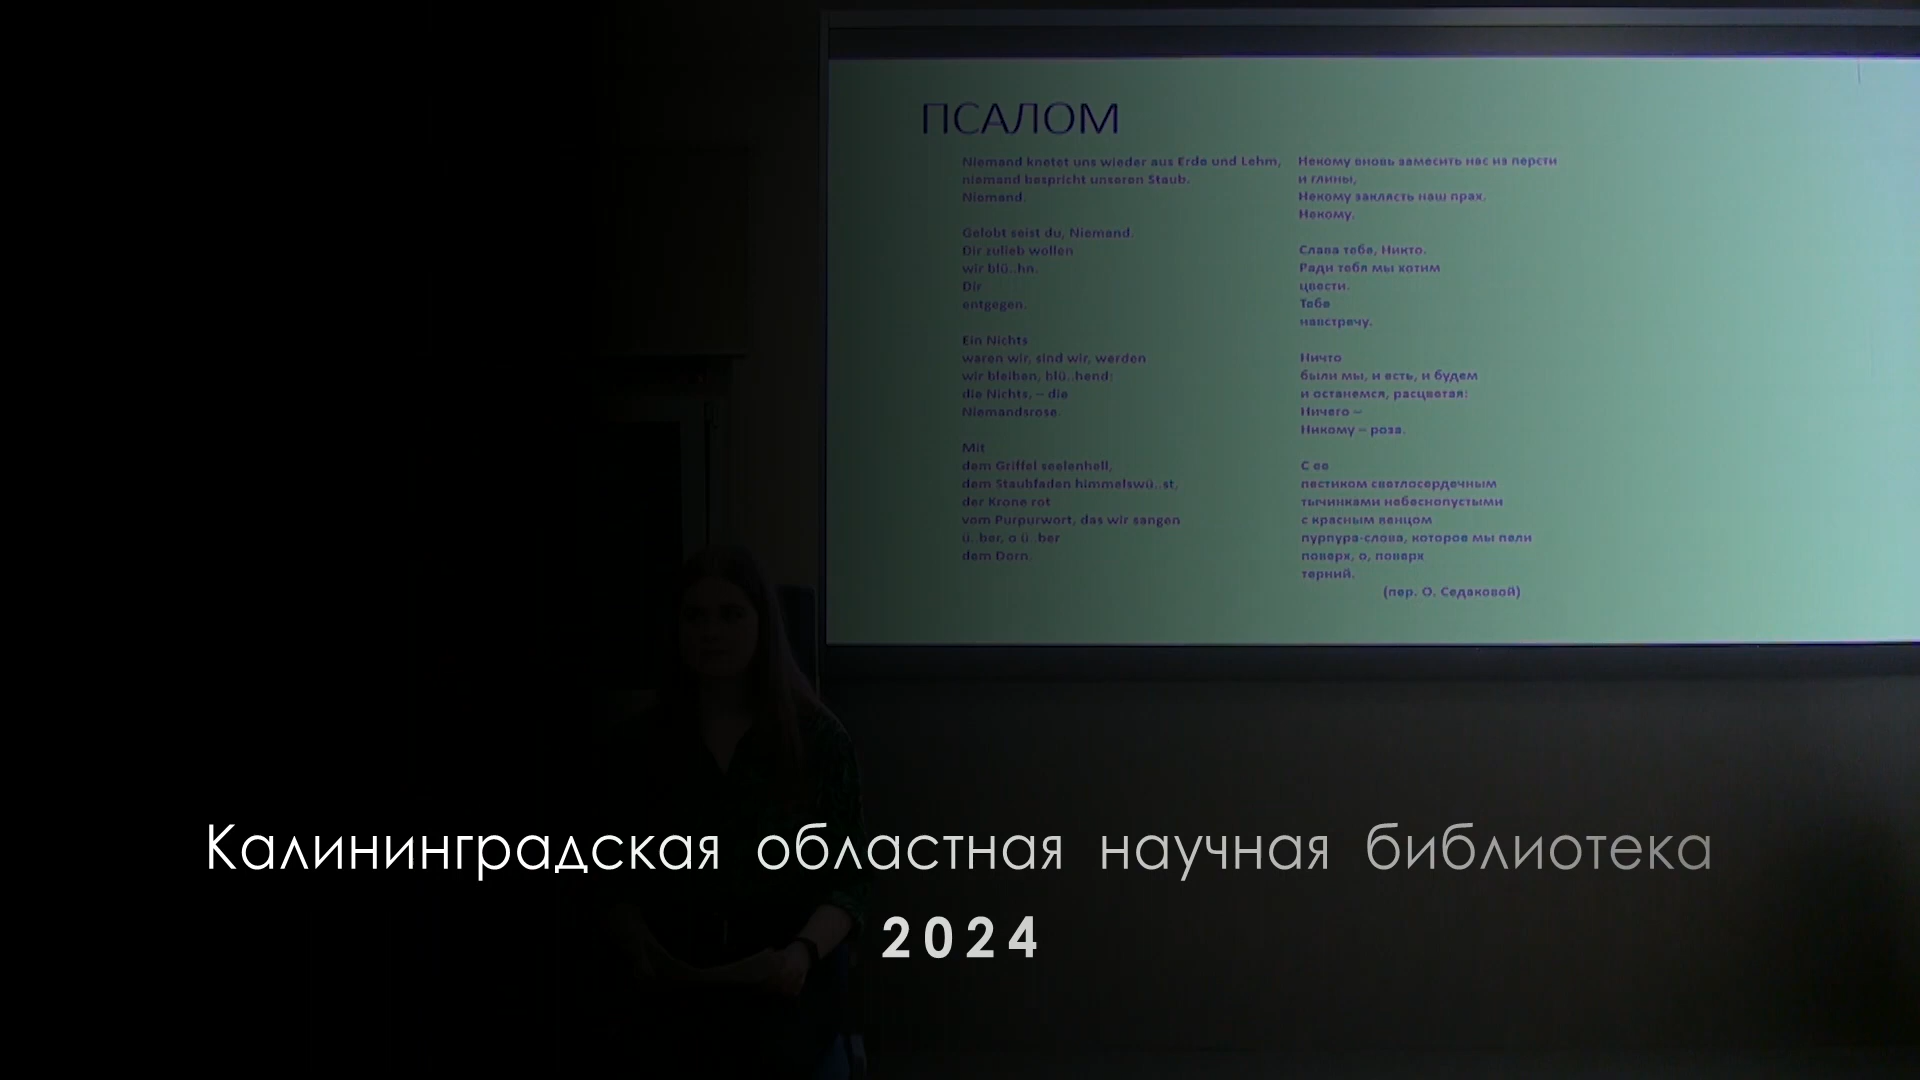 ПСАЛОМ
Niemand knetet uns wieder aus Erde und Lehm,
niemand bespricht unseren Staub.
Niemand.
Gelobt seist du, Niemand.
Dir zulieb wollen
wir blü..hn.
Dir
entgegen.
Ein Nichts
waren wir, sind wir, werden
wir bleiben, blü..hend:
die Nichts, – die
Niemandsrose.
Mit
dem Griffel seelenhell,
dem Staubfaden himmelswü..st,
der Krone rot
vom Purpurwort, das wir sangen
ü..ber, o ü..ber
dem Dorn.
Некому вновь замесить нас из персти
и глины,
Некому заклясть наш прах.
Некому.
Слава тебе, Никто.
Ради тебя мы хотим
цвести.
Тебе
навстречу.
Ничто
были мы, и есть, и будем
и останемся, расцветая:
Ничего –
Никому – роза.
С ее
пестиком светлосердечным
тычинками небеснопустыми
с красным венцом
пурпура-слова, которое мы пели
поверх, о, поверх
терний.
(пер. О. Седаковой)
Калининградская областная научная библиотека
2024